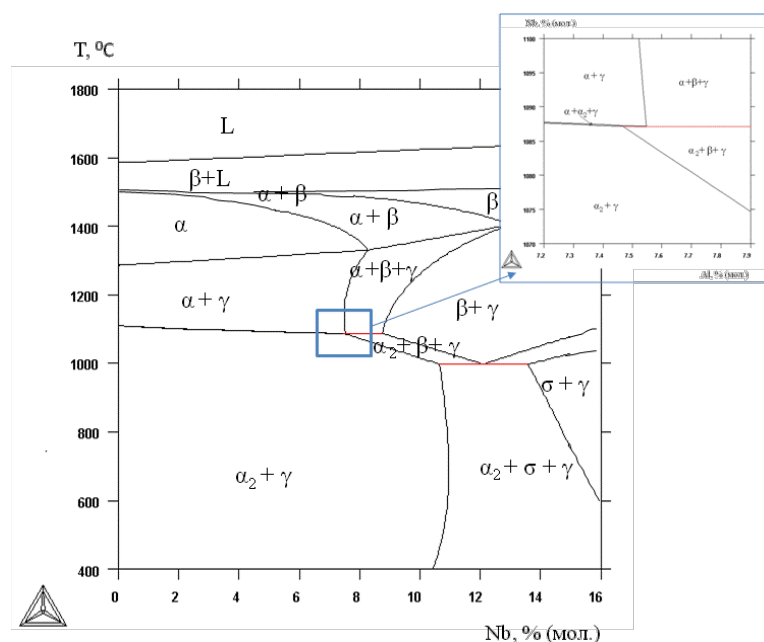 T, ⁰C
Nb, % (мол.)
1100
1095
1090
1085
1075
1070
α + γ
α+β+γ
α+α₂+γ
α₂+ β+ γ
α₂+ γ
7.2 7.3 7.4 7.5 7.6 7.7 7.8 7.9
Al, % (мол.)
1800
1600
1400
1200
1000
800
600
400
L
β+L
α + β
β
α
α + β
α+β+γ
α + γ
β+ γ
α₂ + β+ γ
σ + γ
α₂ + γ
α₂ + σ + γ
0 2 4 6 8 10 12 14 16
Nb, % (мол.)